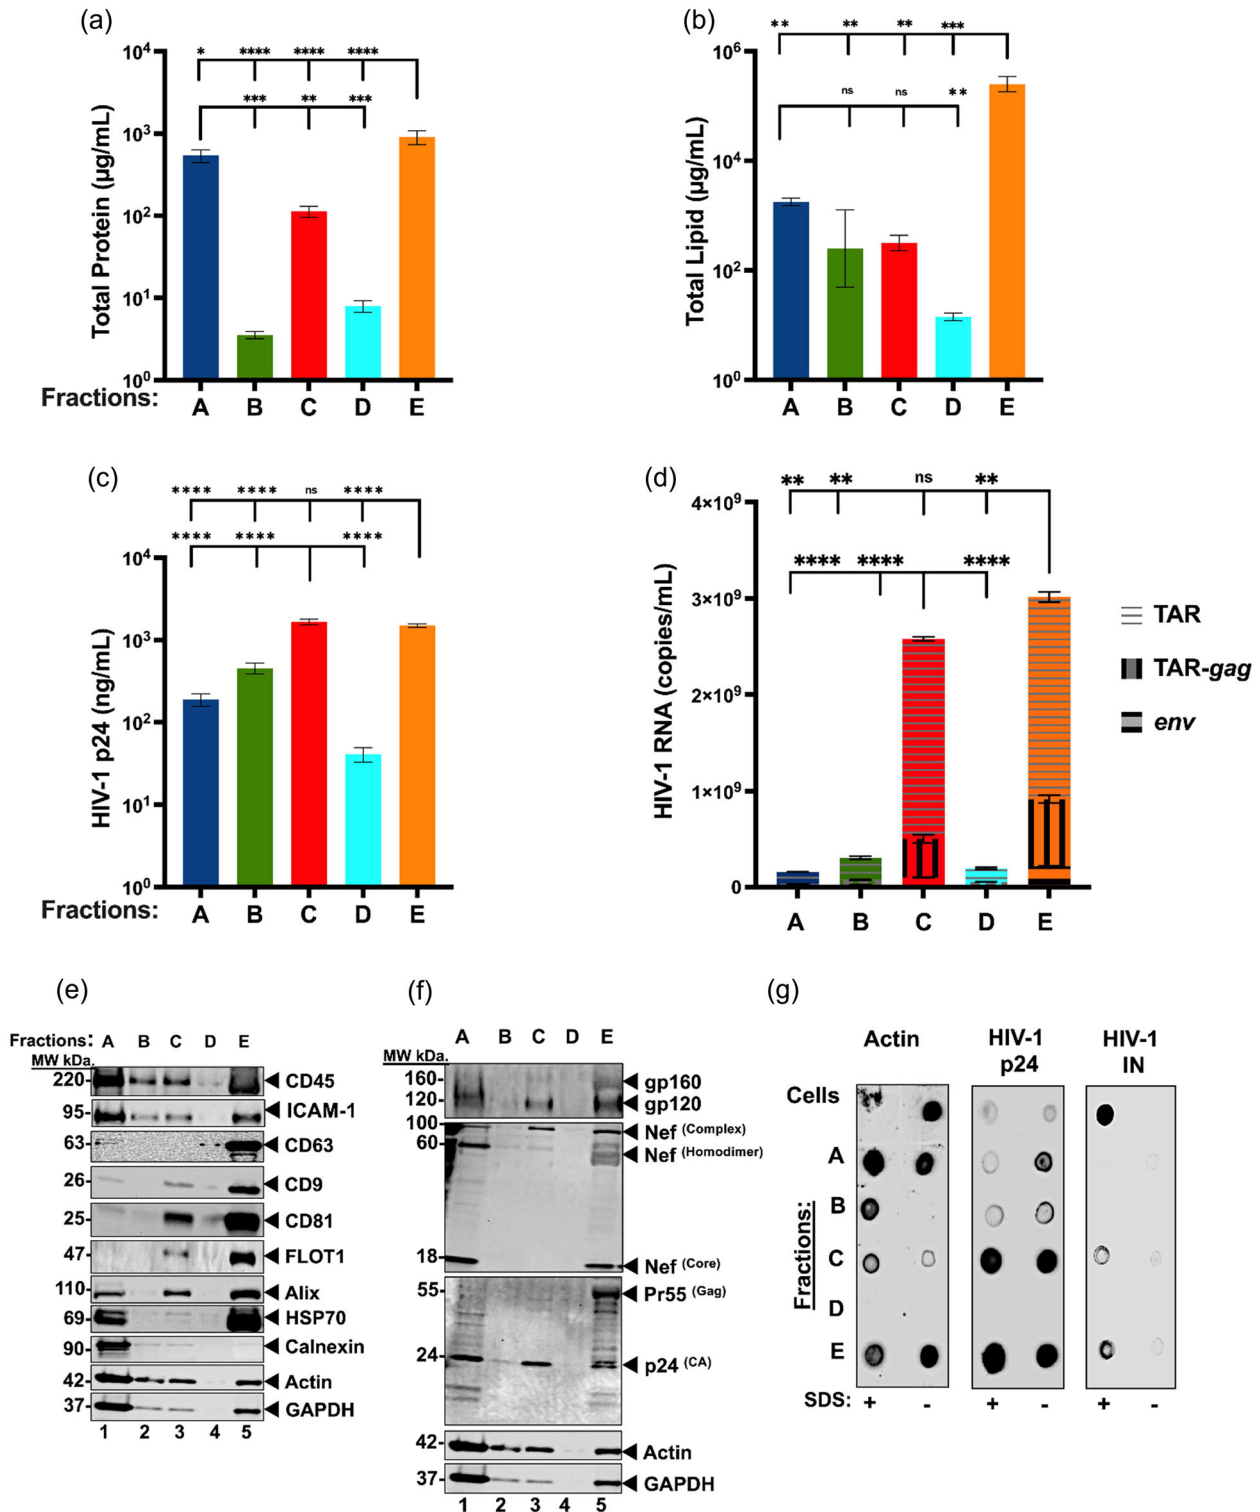 (a)
* **** **** ****
*** ** ***
Total Protein (µg/mL)
10⁴
10³
10²
10¹
10⁰
Fractions: A B C D E
(b)
** ** ** ***
ns ns **
Total Lipid (µg/mL)
10⁶
10⁴
10²
10⁰
A B C D E
(c)
**** **** ns ****
**** **** ****
HIV-1 p24 (ng/mL)
10⁴
10³
10²
10¹
10⁰
Fractions: A B C D E
(d)
** ** ns **
**** **** ****
HIV-1 RNA (copies/mL)
4×10⁹
3×10⁹
2×10⁹
1×10⁹
0
A B C D E
TAR
TAR-gag
env
(e)
Fractions: A B C D E
MW kDa.
220 CD45
95 ICAM-1
63 CD63
26 CD9
25 CD81
47 FLOT1
110 Alix
69 HSP70
90 Calnexin
42 Actin
37 GAPDH
1 2 3 4 5
(f)
A B C D E
MW kDa.
160 gp160
120 gp120
100 Nef (Complex)
60 Nef (Homodimer)
18 Nef (Core)
55 Pr55 (Gag)
24 p24 (CA)
42 Actin
37 GAPDH
1 2 3 4 5
(g)
Actin HIV-1 p24 HIV-1 IN
Cells
Fractions:
A
B
C
D
E
SDS: + - + - + -